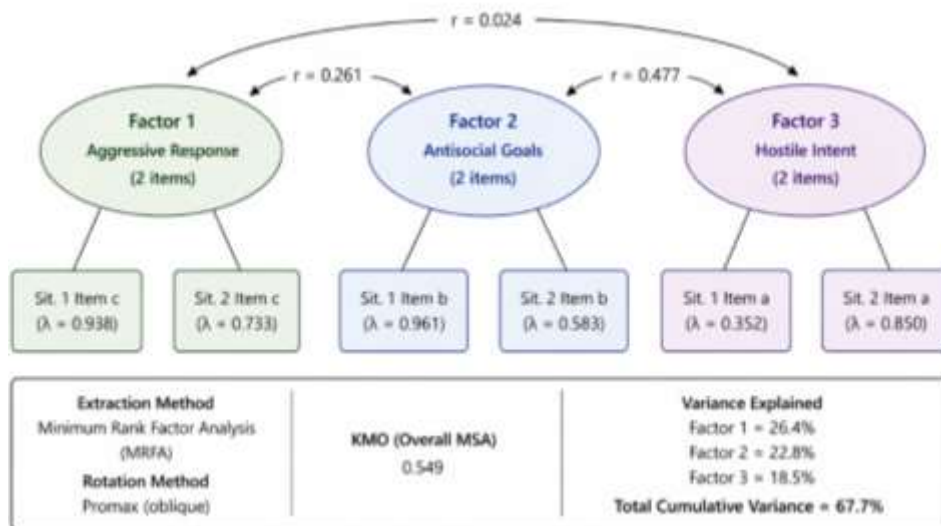 r = 0.024
r = 0.261
r = 0.477
Factor 1
Aggressive Response
(2 items)
Factor 2
Antisocial Goals
(2 items)
Factor 3
Hostile Intent
(2 items)
Sit. 1 Item c
(λ = 0.938)
Sit. 2 Item c
(λ = 0.733)
Sit. 1 Item b
(λ = 0.961)
Sit. 2 Item b
(λ = 0.583)
Sit. 1 Item a
(λ = 0.352)
Sit. 2 Item a
(λ = 0.850)
Extraction Method
Minimum Rank Factor Analysis
(MRFA)
Rotation Method
Promax (oblique)
KMO (Overall MSA)
0.549
Variance Explained
Factor 1 = 26.4%
Factor 2 = 22.8%
Factor 3 = 18.5%
Total Cumulative Variance = 67.7%